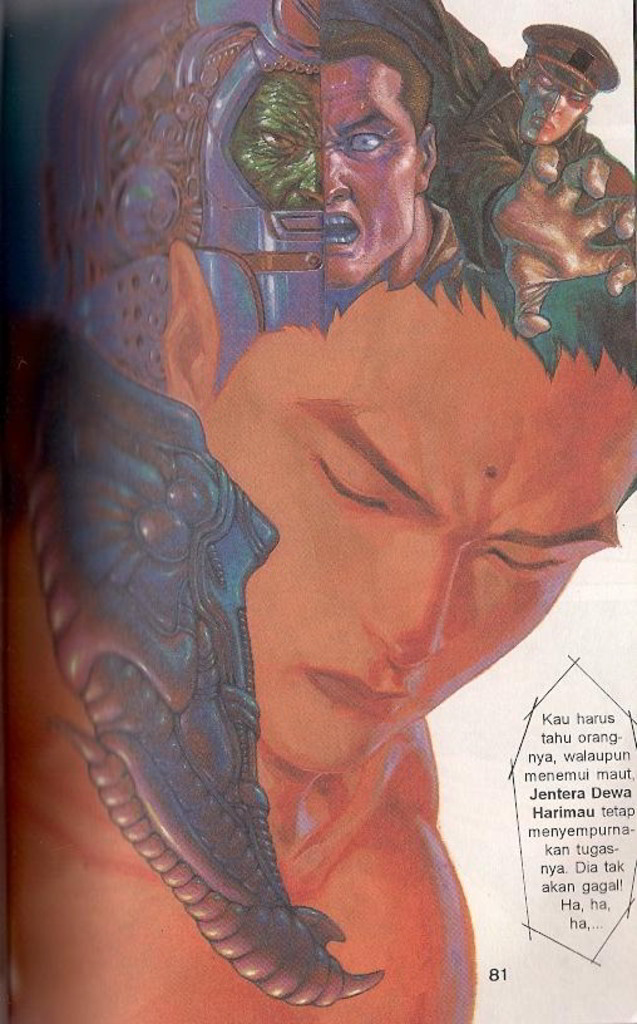 Kau harus
tahu orang-
nya, walaupun
menemui maut,
Jentera Dewa
Harimau tetap
menyempurna-
kan tugas-
nya. Dia tak
akan gagal!
Ha, ha,
ha,...
81